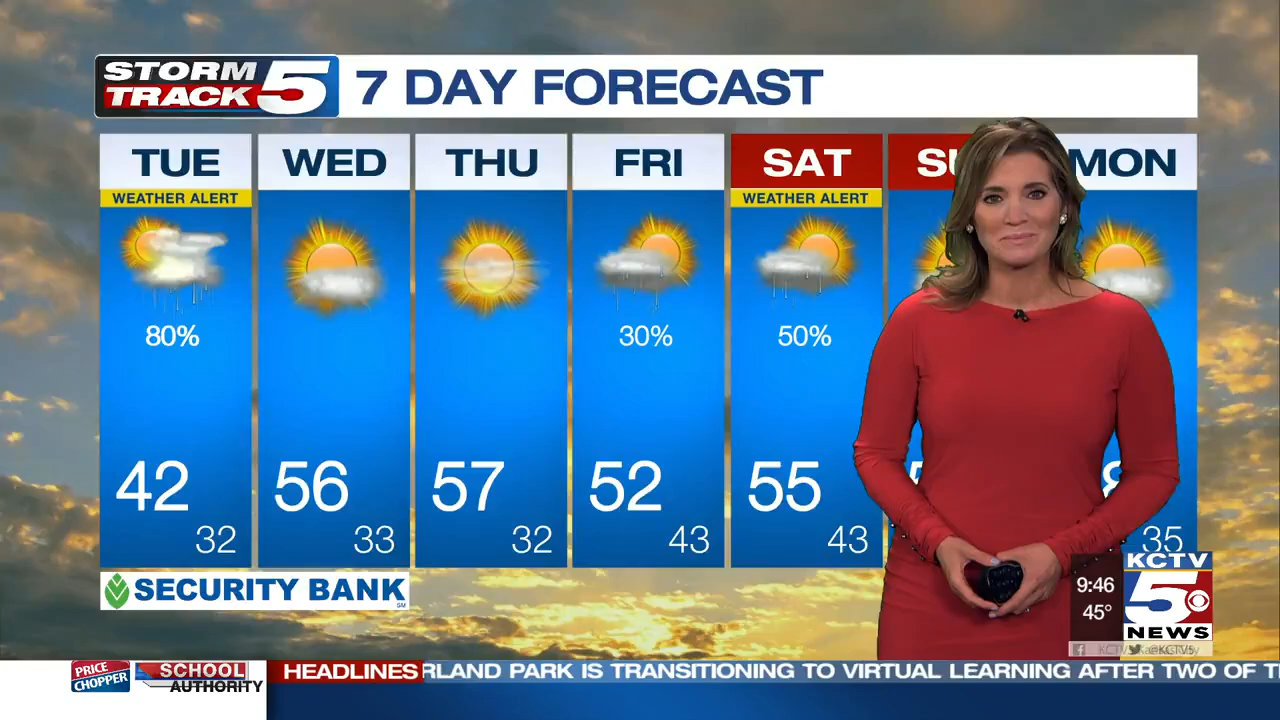 STORM TRACK 5
7 DAY FORECAST
TUE WED THU FRI SAT MON
WEATHER ALERT WEATHER ALERT
80% 30% 50%
42 56 57 52 55
32 33 32 43 43 35
SECURITY BANK
9:46
45°
KCTV
5
NEWS
PRICE CHOPPER
SCHOOL
AUTHORITY
HEADLINES RLAND PARK IS TRANSITIONING TO VIRTUAL LEARNING AFTER TWO OF T